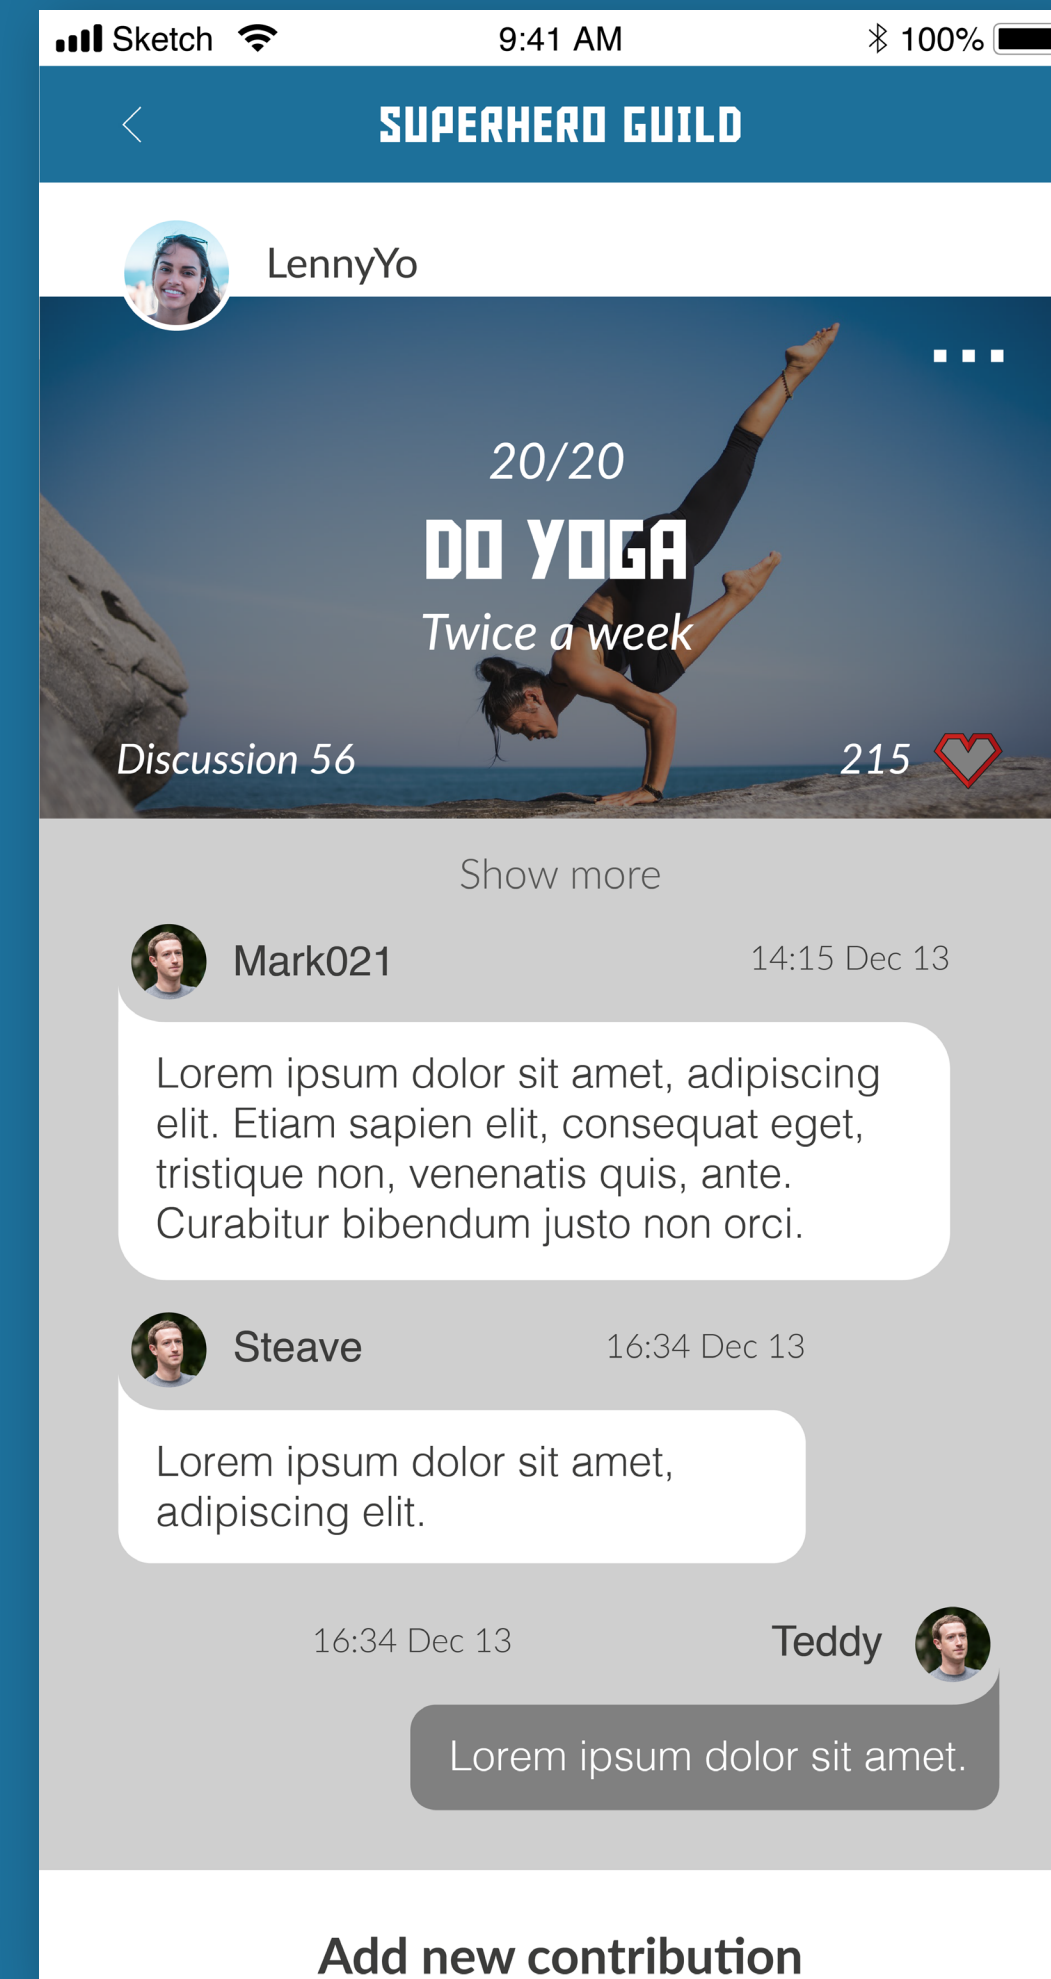 Sketch 9:41 AM 100%
SUPERHERO GUILD
LennyYo
20/20
DO YOGA
Twice a week
Discussion 56 215
Show more
Mark021 14:15 Dec 13
Lorem ipsum dolor sit amet, adipiscing
elit. Etiam sapien elit, consequat eget,
tristique non, venenatis quis, ante.
Curabitur bibendum justo non orci.
Steave 16:34 Dec 13
Lorem ipsum dolor sit amet,
adipiscing elit.
16:34 Dec 13 Teddy
Lorem ipsum dolor sit amet.
Add new contribution